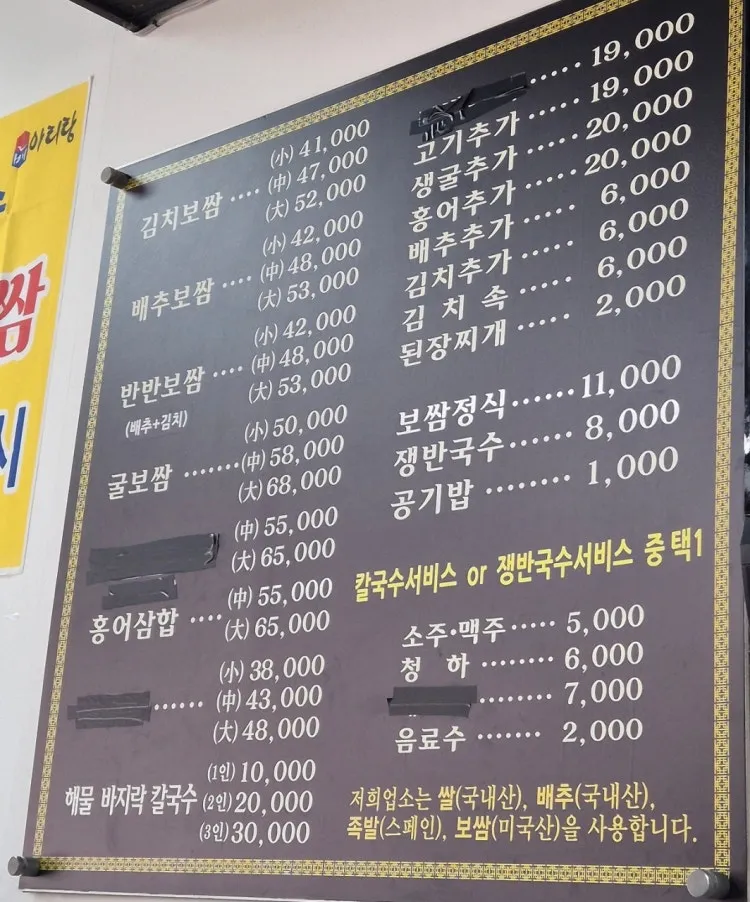 아리랑
쌈
시
김치보쌈 ···· (小) 41,000
(中) 47,000
(大) 52,000
배추보쌈 ···· (小) 42,000
(中) 48,000
(大) 53,000
반반보쌈 ···· (小) 42,000
(배추+김치) (中) 48,000
(大) 53,000
굴보쌈 ······· (小) 50,000
(中) 58,000
(大) 68,000
(中) 55,000
(大) 65,000
홍어삼합 ···· (中) 55,000
(大) 65,000
······ (小) 38,000
(中) 43,000
(大) 48,000
해물 바지락 칼국수 (1인) 10,000
(2인) 20,000
(3인) 30,000
····· 19,000
고기추가 ····· 19,000
생굴추가 ····· 20,000
홍어추가 ····· 20,000
배추추가 ····· 6,000
김치추가 ····· 6,000
김 치 속 ····· 6,000
된장찌개 ····· 2,000
보쌈정식 ······ 11,000
쟁반국수 ······ 8,000
공기밥 ········ 1,000
칼국수서비스 or 쟁반국수서비스 중 택1
소주·맥주 ····· 5,000
청 하 ········ 6,000
········ 7,000
음료수 ······· 2,000
저희업소는 쌀(국내산), 배추(국내산),
족발(스페인), 보쌈(미국산)을 사용합니다.